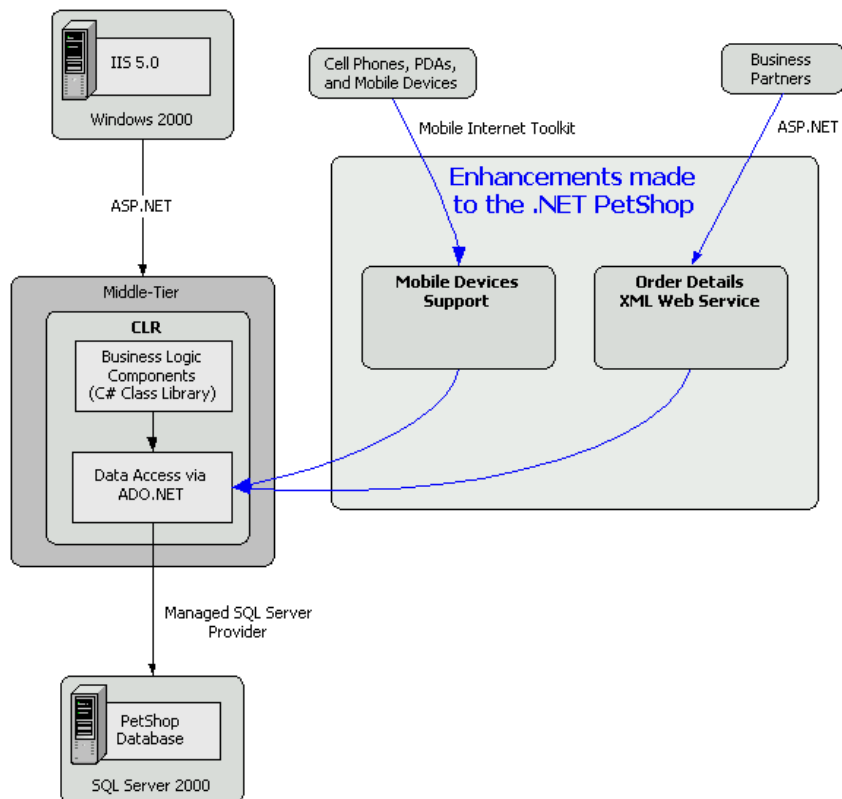 IIS 5.0
Windows 2000
Cell Phones, PDAs,
and Mobile Devices
Business
Partners
Mobile Internet Toolkit
ASP.NET
Enhancements made
to the .NET PetShop
ASP.NET
Mobile Devices
Support
Order Details
XML Web Service
Middle-Tier
CLR
Business Logic
Components
(C# Class Library)
Data Access via
ADO.NET
Managed SQL Server
Provider
PetShop
Database
SQL Server 2000